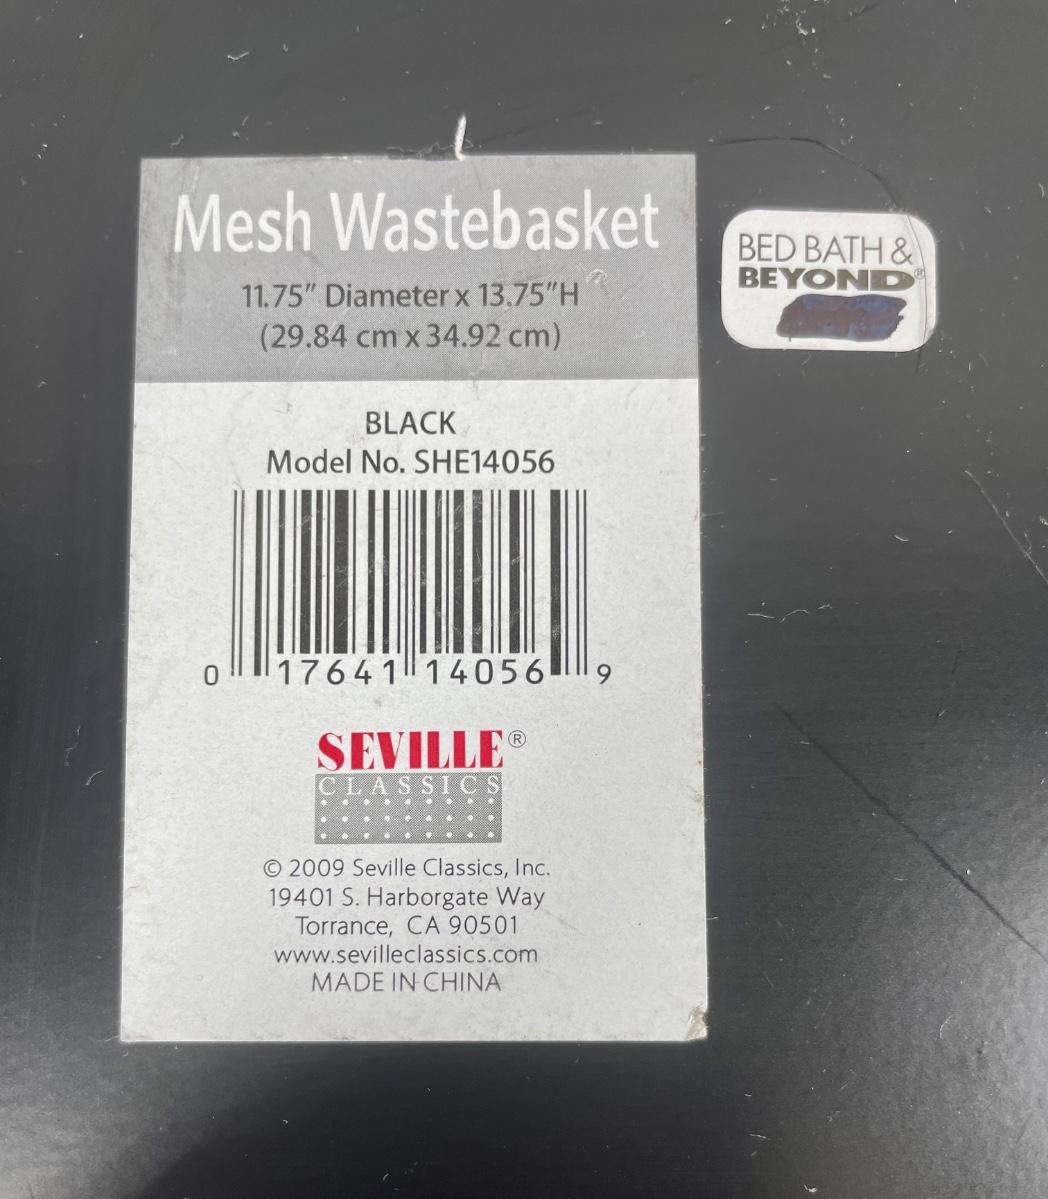 Mesh Wastebasket
11.75" Diameter x 13.75"H
(29.84 cm x 34.92 cm)
BLACK
Model No. SHE14056
0 17641 14056 9
SEVILLE®
CLASSICS
© 2009 Seville Classics, Inc.
19401 S. Harborgate Way
Torrance, CA 90501
www.sevilleclassics.com
MADE IN CHINA
BED BATH &
BEYOND®